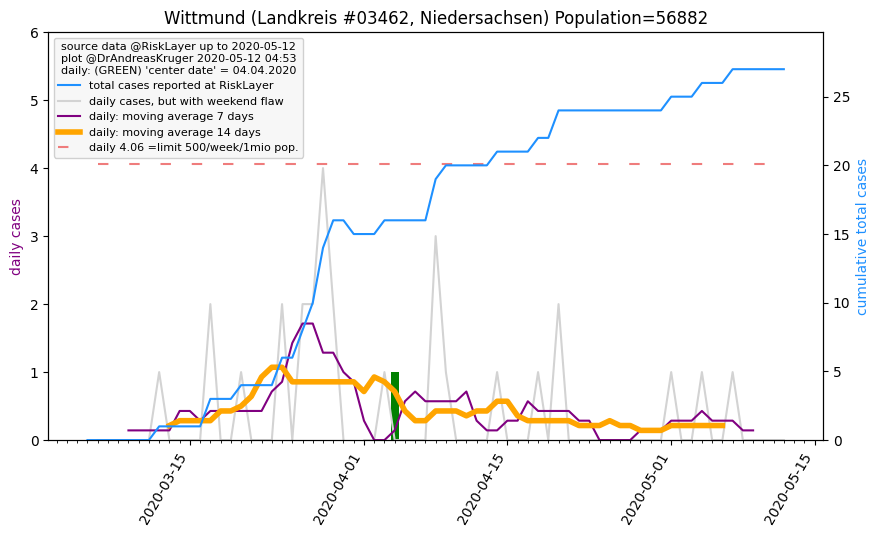 Wittmund (Landkreis #03462, Niedersachsen) Population=56882
source data @RiskLayer up to 2020-05-12
plot @DrAndreasKruger 2020-05-12 04:53
daily: (GREEN) 'center date' = 04.04.2020
total cases reported at RiskLayer
daily cases, but with weekend flaw
daily: moving average 7 days
daily: moving average 14 days
daily 4.06 =limit 500/week/1mio pop.
daily cases
6
5
4
3
2
1
0
cumulative total cases
25
20
15
10
5
0
2020-03-15
2020-04-01
2020-04-15
2020-05-01
2020-05-15